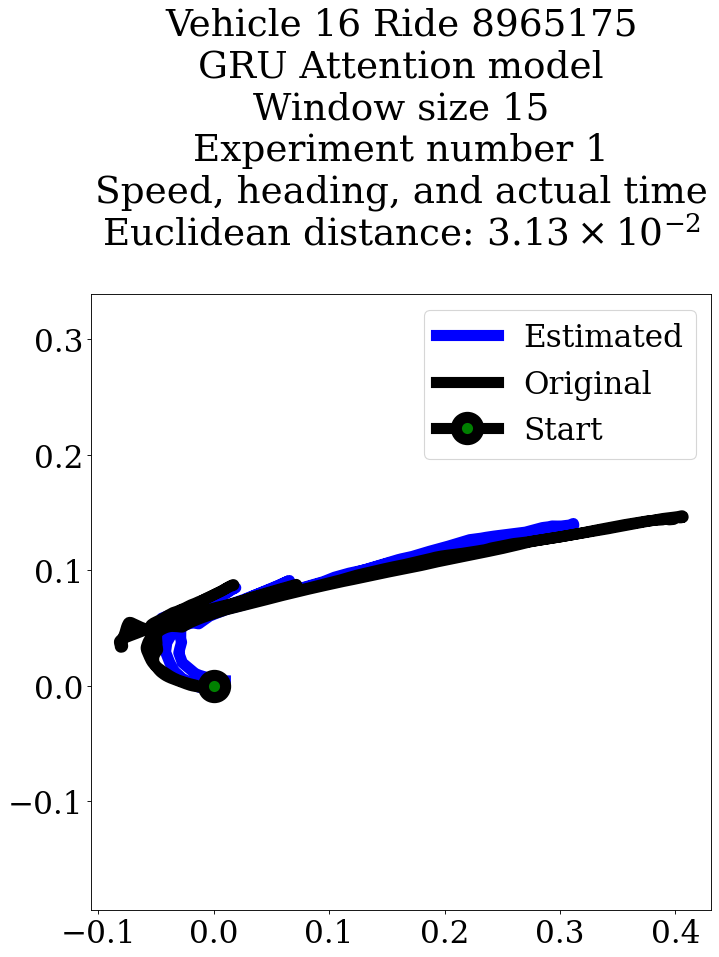 Vehicle 16 Ride 8965175
GRU Attention model
Window size 15
Experiment number 1
Speed, heading, and actual time
Euclidean distance: 3.13 × 10⁻²
Estimated
Original
Start
0.3
0.2
0.1
0.0
−0.1
−0.1 0.0 0.1 0.2 0.3 0.4